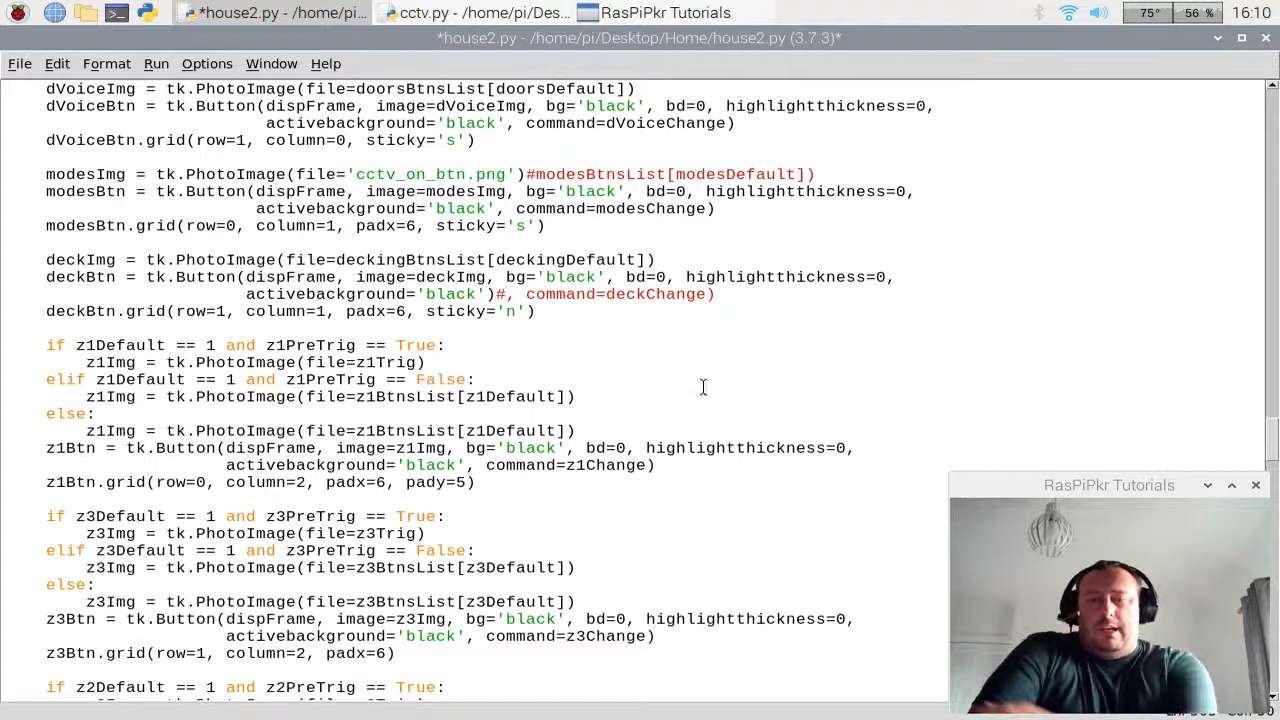 *house2.py - /home/pi...
cctv.py - /home/pi/Des...
RasPiPkr Tutorials
75°
56 %
16:10
*house2.py - /home/pi/Desktop/Home/house2.py (3.7.3)*
File Edit Format Run Options Window Help
dVoiceImg = tk.PhotoImage(file=doorsBtnsList[doorsDefault])
dVoiceBtn = tk.Button(dispFrame, image=dVoiceImg, bg='black', bd=0, highlightthickness=0,
activebackground='black', command=dVoiceChange)
dVoiceBtn.grid(row=1, column=0, sticky='s')
modesImg = tk.PhotoImage(file='cctv_on_btn.png')#modesBtnsList[modesDefault])
modesBtn = tk.Button(dispFrame, image=modesImg, bg='black', bd=0, highlightthickness=0,
activebackground='black', command=modesChange)
modesBtn.grid(row=0, column=1, padx=6, sticky='s')
deckImg = tk.PhotoImage(file=deckingBtnsList[deckingDefault])
deckBtn = tk.Button(dispFrame, image=deckImg, bg='black', bd=0, highlightthickness=0,
activebackground='black')#, command=deckChange)
deckBtn.grid(row=1, column=1, padx=6, sticky='n')
if z1Default == 1 and z1PreTrig == True:
z1Img = tk.PhotoImage(file=z1Trig)
elif z1Default == 1 and z1PreTrig == False:
z1Img = tk.PhotoImage(file=z1BtnsList[z1Default])
else:
z1Img = tk.PhotoImage(file=z1BtnsList[z1Default])
z1Btn = tk.Button(dispFrame, image=z1Img, bg='black', bd=0, highlightthickness=0,
activebackground='black', command=z1Change)
z1Btn.grid(row=0, column=2, padx=6, pady=5)
if z3Default == 1 and z3PreTrig == True:
z3Img = tk.PhotoImage(file=z3Trig)
elif z3Default == 1 and z3PreTrig == False:
z3Img = tk.PhotoImage(file=z3BtnsList[z3Default])
else:
z3Img = tk.PhotoImage(file=z3BtnsList[z3Default])
z3Btn = tk.Button(dispFrame, image=z3Img, bg='black', bd=0, highlightthickness=0,
activebackground='black', command=z3Change)
z3Btn.grid(row=1, column=2, padx=6)
if z2Default == 1 and z2PreTrig == True:
RasPiPkr Tutorials